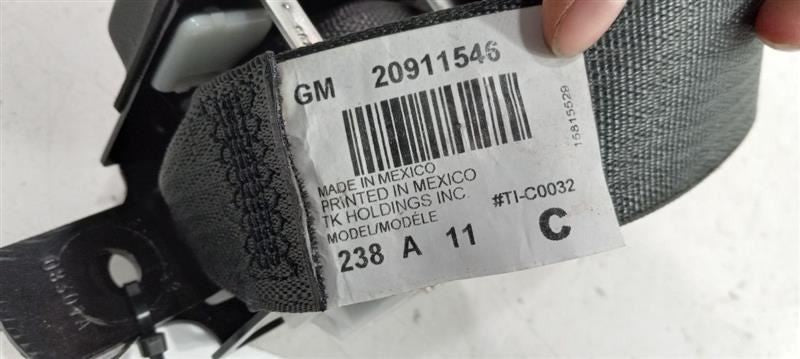 GM 20911546
15815529
MADE IN MEXICO
PRINTED IN MEXICO
TK HOLDINGS INC. #TI-C0032
MODEL/MODÈLE
238 A 11 C